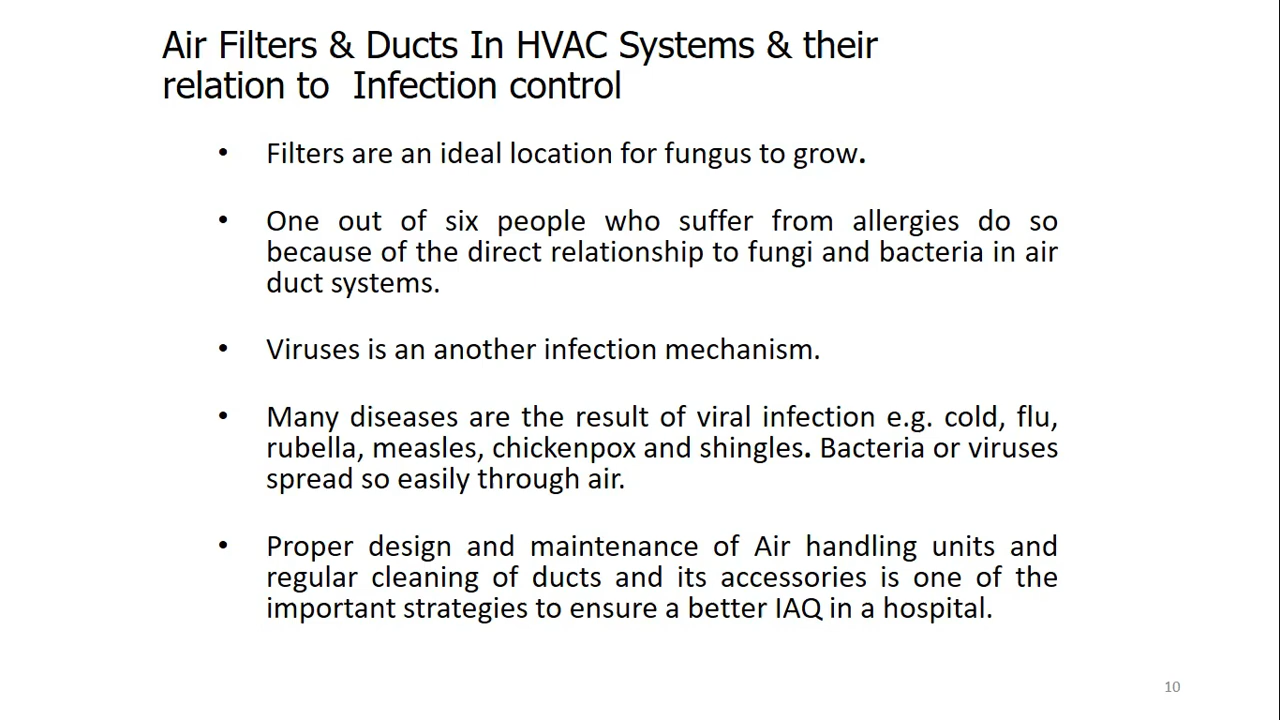 Air Filters & Ducts In HVAC Systems & their
relation to  Infection control
• Filters are an ideal location for fungus to grow.
• One out of six people who suffer from allergies do so
because of the direct relationship to fungi and bacteria in air
duct systems.
• Viruses is an another infection mechanism.
• Many diseases are the result of viral infection e.g. cold, flu,
rubella, measles, chickenpox and shingles. Bacteria or viruses
spread so easily through air.
• Proper design and maintenance of Air handling units and
regular cleaning of ducts and its accessories is one of the
important strategies to ensure a better IAQ in a hospital.
10